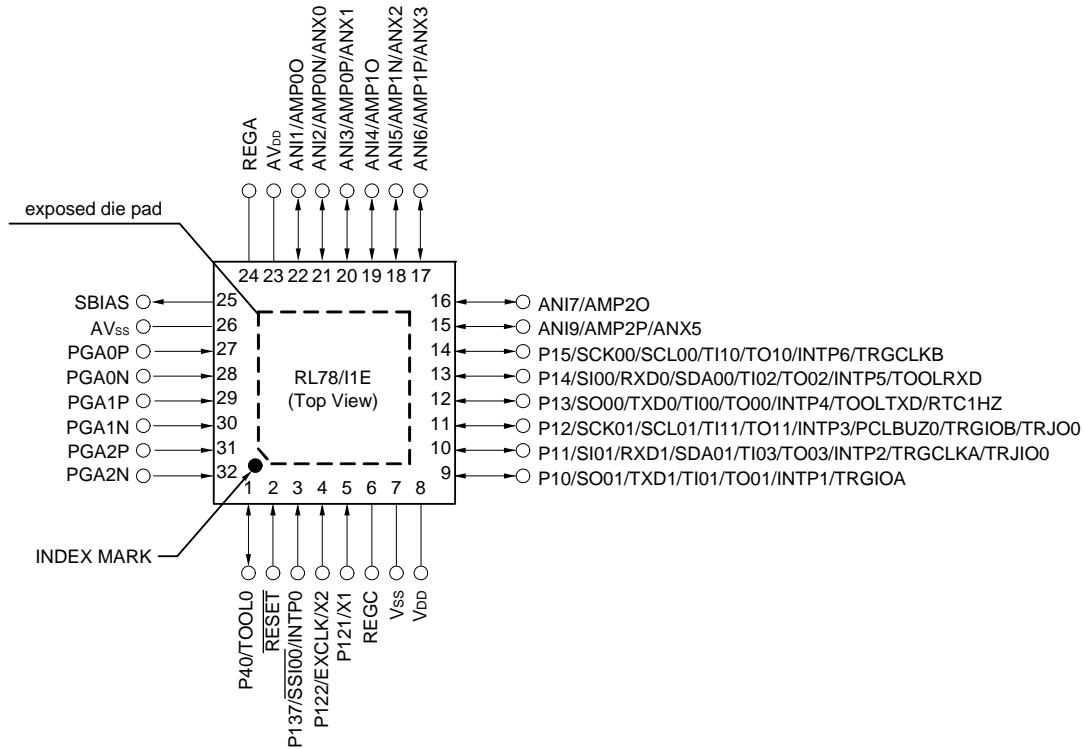 REGA
AVDD
ANI1/AMP0O
ANI2/AMP0N/ANX0
ANI3/AMP0P/ANX1
ANI4/AMP1O
ANI5/AMP1N/ANX2
ANI6/AMP1P/ANX3
exposed die pad
24 23 22 21 20 19 18 17
SBIAS 25
AVSS 26
PGA0P 27
PGA0N 28
PGA1P 29
PGA1N 30
PGA2P 31
PGA2N 32
RL78/I1E
(Top View)
16 ANI7/AMP2O
15 ANI9/AMP2P/ANX5
14 P15/SCK00/SCL00/TI10/TO10/INTP6/TRGCLKB
13 P14/SI00/RXD0/SDA00/TI02/TO02/INTP5/TOOLRXD
12 P13/SO00/TXD0/TI00/TO00/INTP4/TOOLTXD/RTC1HZ
11 P12/SCK01/SCL01/TI11/TO11/INTP3/PCLBUZ0/TRGIOB/TRJO0
10 P11/SI01/RXD1/SDA01/TI03/TO03/INTP2/TRGCLKA/TRJIO0
9 P10/SO01/TXD1/TI01/TO01/INTP1/TRGIOA
1 2 3 4 5 6 7 8
INDEX MARK
P40/TOOL0
RESET
P137/SSI00/INTP0
P122/EXCLK/X2
P121/X1
REGC
VSS
VDD